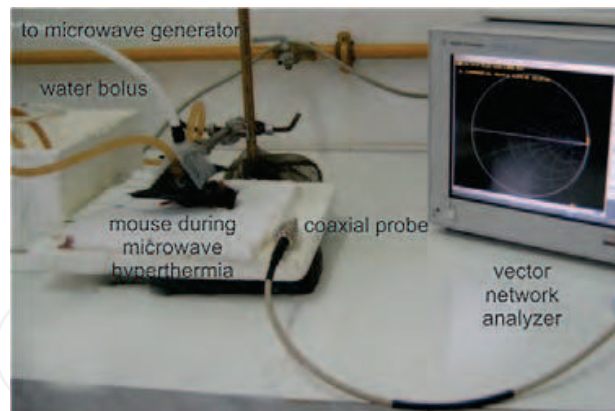 to microwave generator
water bolus
mouse during
microwave
hyperthermia
coaxial probe
vector
network
analyzer